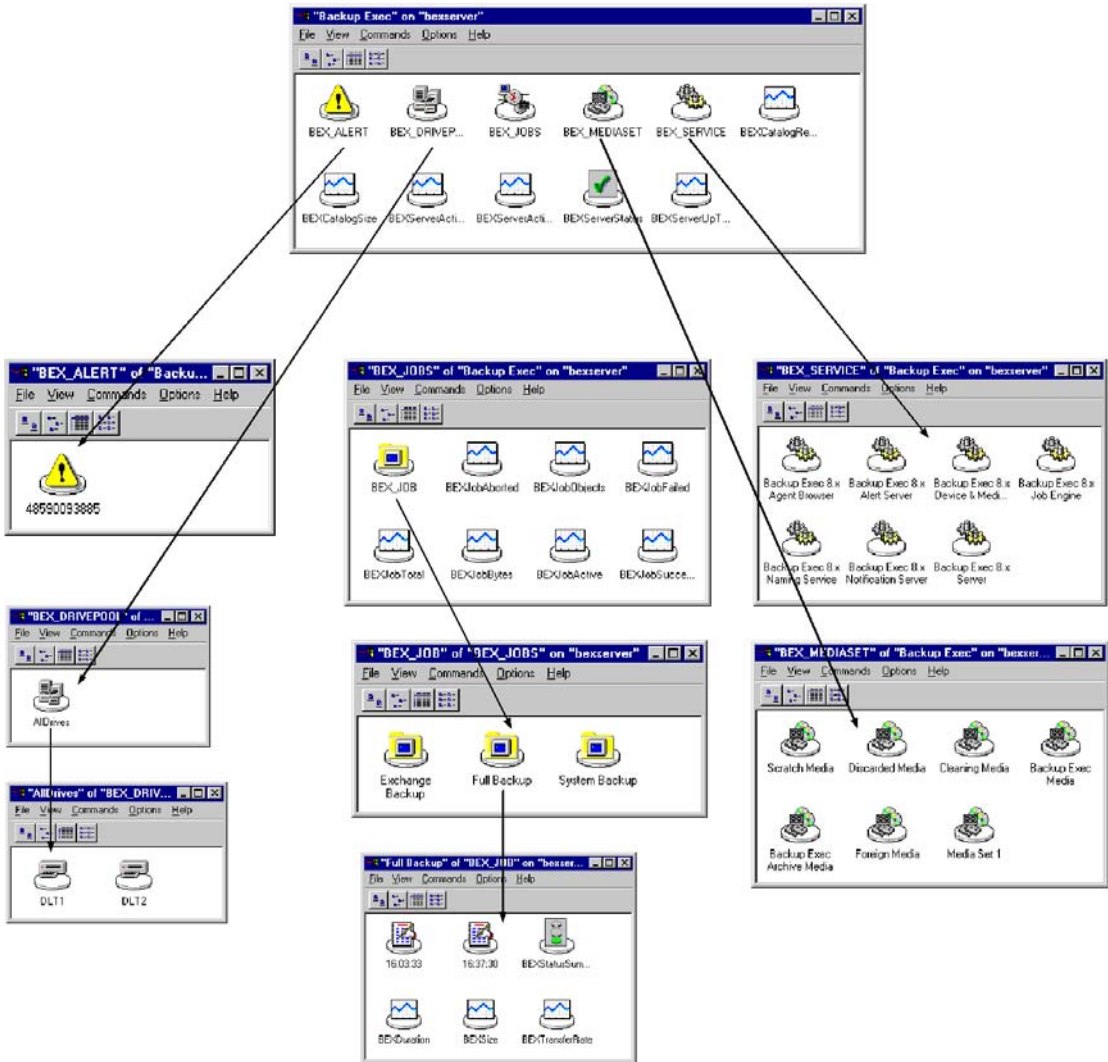 "Backup Exec" on "bexserver"
File View Commands Options Help
BEX_ALERT BEX_DRIVEP... BEX_JOBS BEX_MEDIASET BEX_SERVICE BEXCatalogRe...
BEXCatalogSize BEXServerActi... BEXServerActi... BEXServerStatus BEXServerUpT...
"BEX_ALERT" of "Backu...
File View Commands Options Help
48590093885
"BEX_JOBS" of "Backup Exec" on "bexserver"
File View Commands Options Help
BEX_JOB BEXJobAborted BEXJobObjects BEXJobFailed
BEXJobTotal BEXJobBytes BEXJobActive BEXJobSucce...
"BEX_SERVICE" of "Backup Exec" on "bexserver"
File View Commands Options Help
Backup Exec 8.x Backup Exec 8.x Backup Exec 8.x Backup Exec 8.x
Agent Browser Alert Server Device & Medi... Job Engine
Backup Exec 8.x Backup Exec 8.x Backup Exec 8.x
Naming Service Notification Server Server
"BEX_DRIVEPOOL" of ...
File View Commands Options Help
AllDrives
"BEX_JOB" of "BEX_JOBS" on "bexserver"
File View Commands Options Help
Exchange Full Backup System Backup
Backup
"BEX_MEDIASET" of "Backup Exec" on "bexser...
File View Commands Options Help
Scratch Media Discarded Media Cleaning Media Backup Exec
Media
Backup Exec Foreign Media Media Set 1
Archive Media
"AllDrives" of "BEX_DRIV...
File View Commands Options Help
DLT1 DLT2
"Full Backup" of "BEX_JOB" on "bexser...
File View Commands Options Help
16:03:33 16:37:30 BEXStatusSum...
BEXDuration BEXSize BEXTransferRate